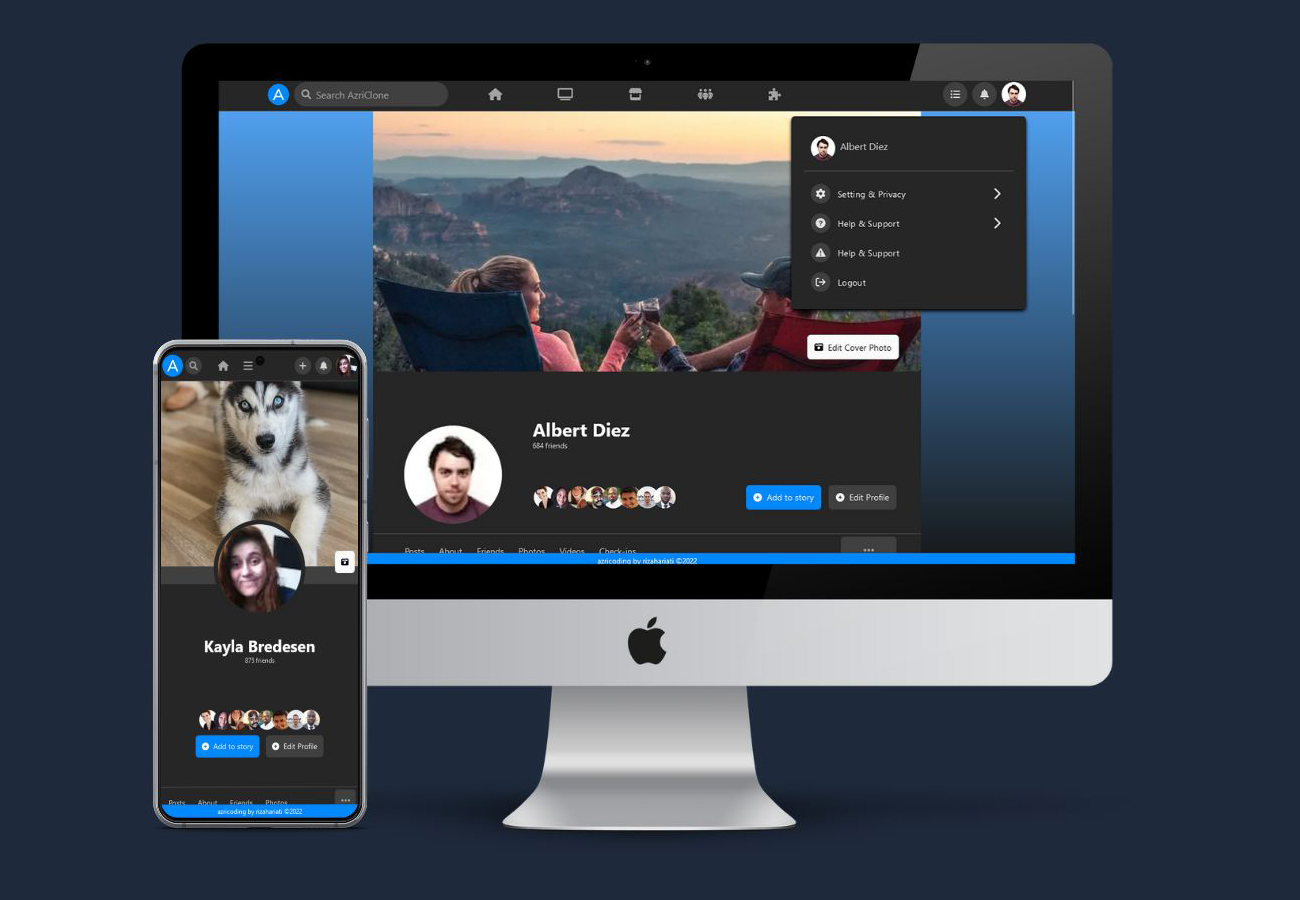 A
Search AzriClone
Albert Diez
Setting & Privacy
Help & Support
Help & Support
Logout
Edit Cover Photo
Albert Diez
684 friends
Add to story
Edit Profile
Posts About Friends Photos Videos Check-ins
azricoding by rizahariati ©2022
A
Kayla Bredesen
875 friends
Add to story
Edit Profile
Posts About Friends Photos
azricoding by rizahariati ©2022